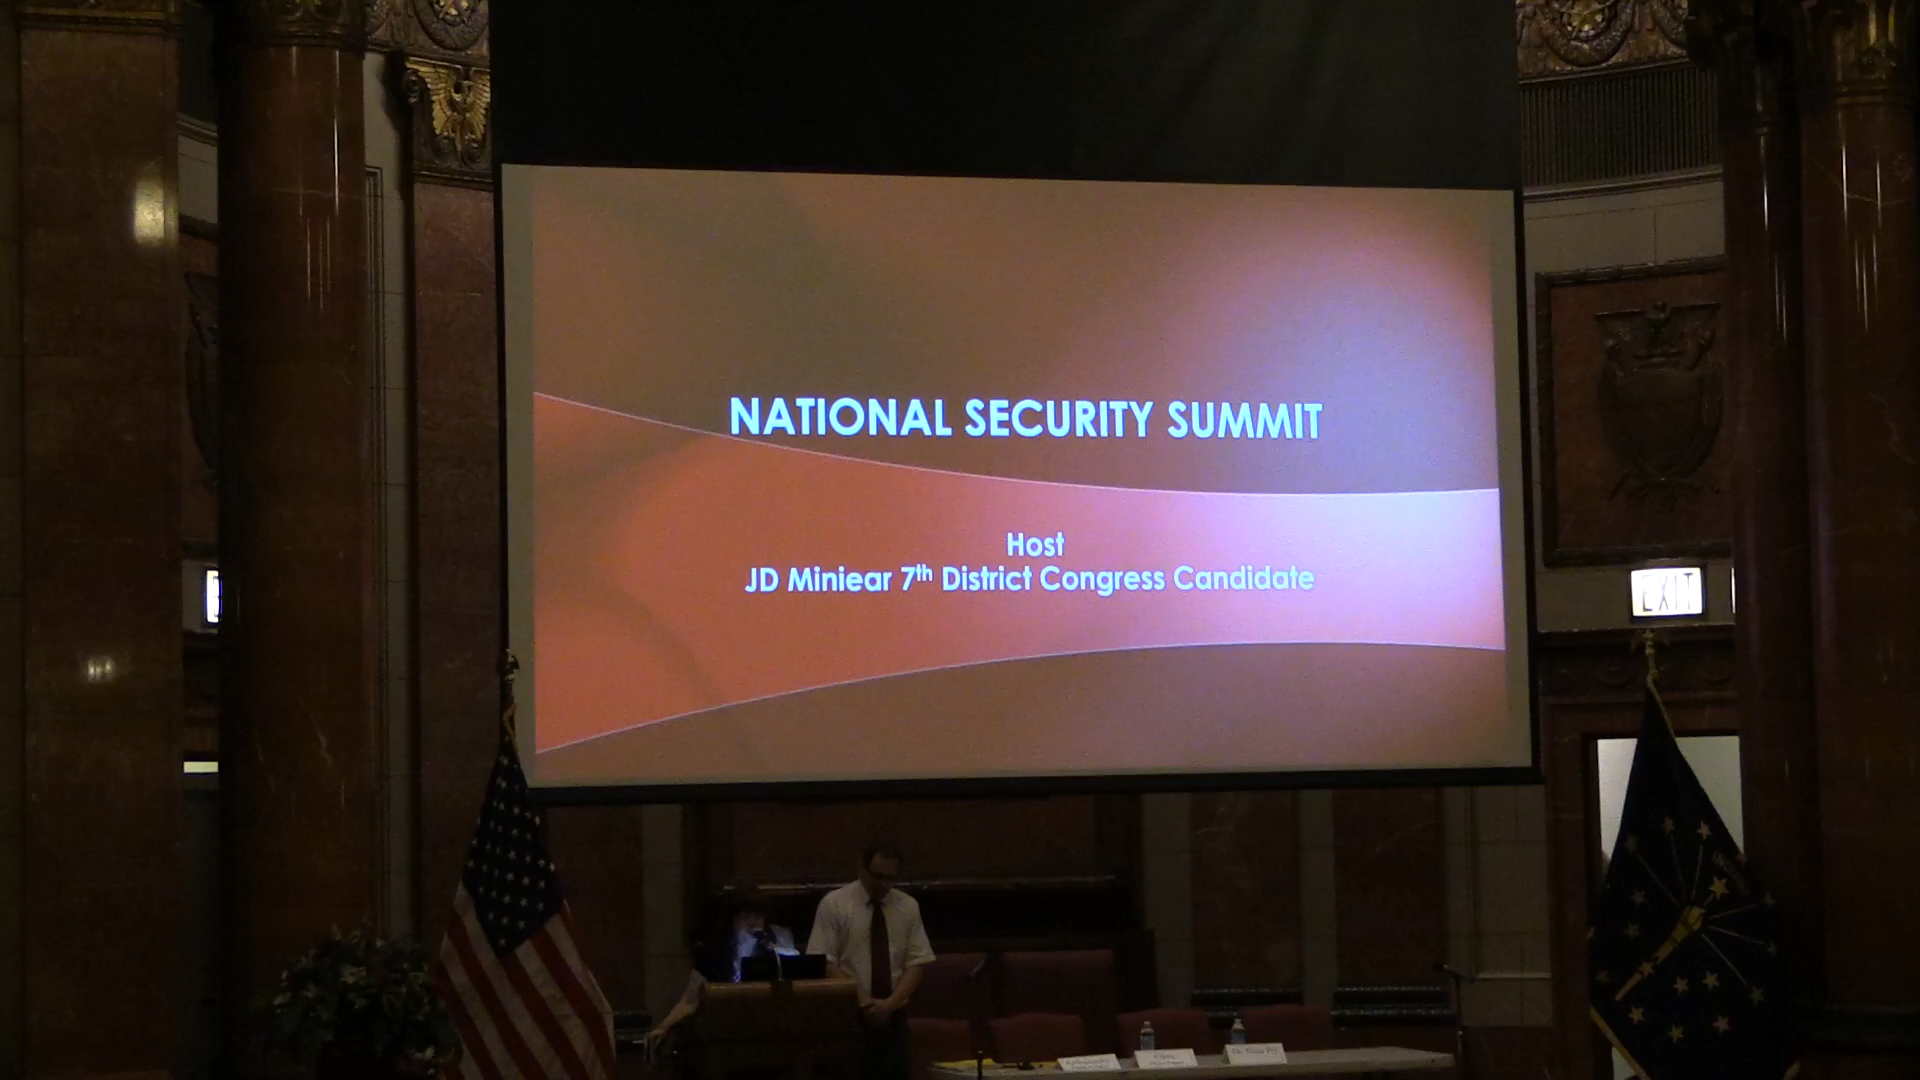 NATIONAL SECURITY SUMMIT
Host
JD Miniear 7th District Congress Candidate
EXIT